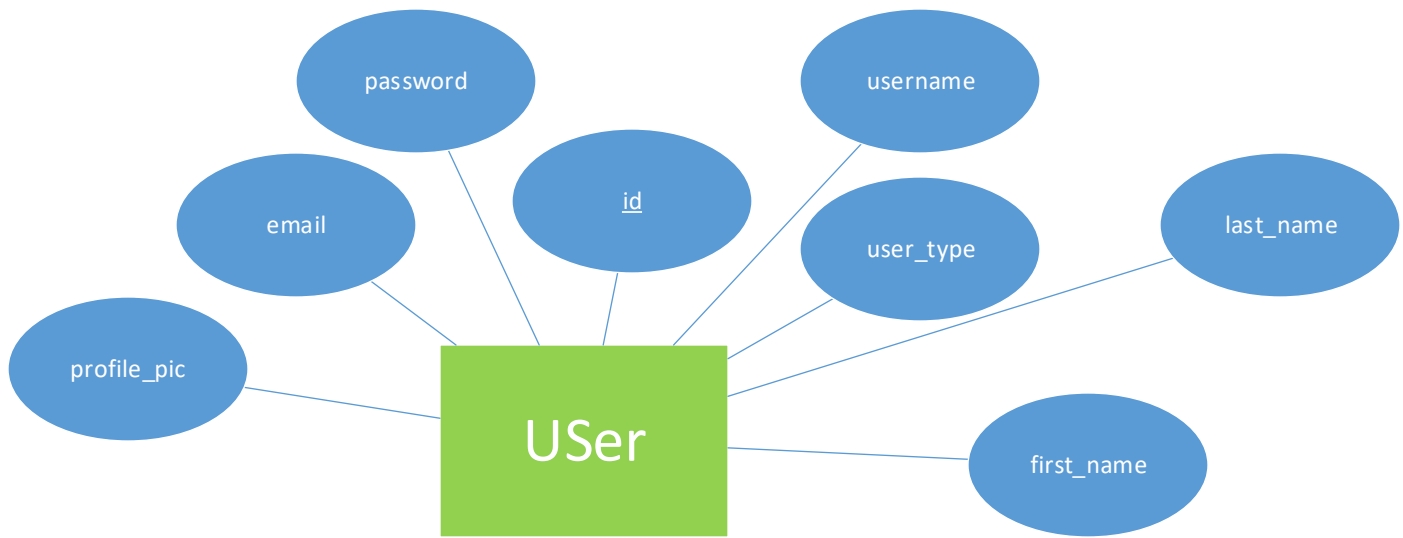 password
username
id
email
last_name
user_type
profile_pic
USer
first_name